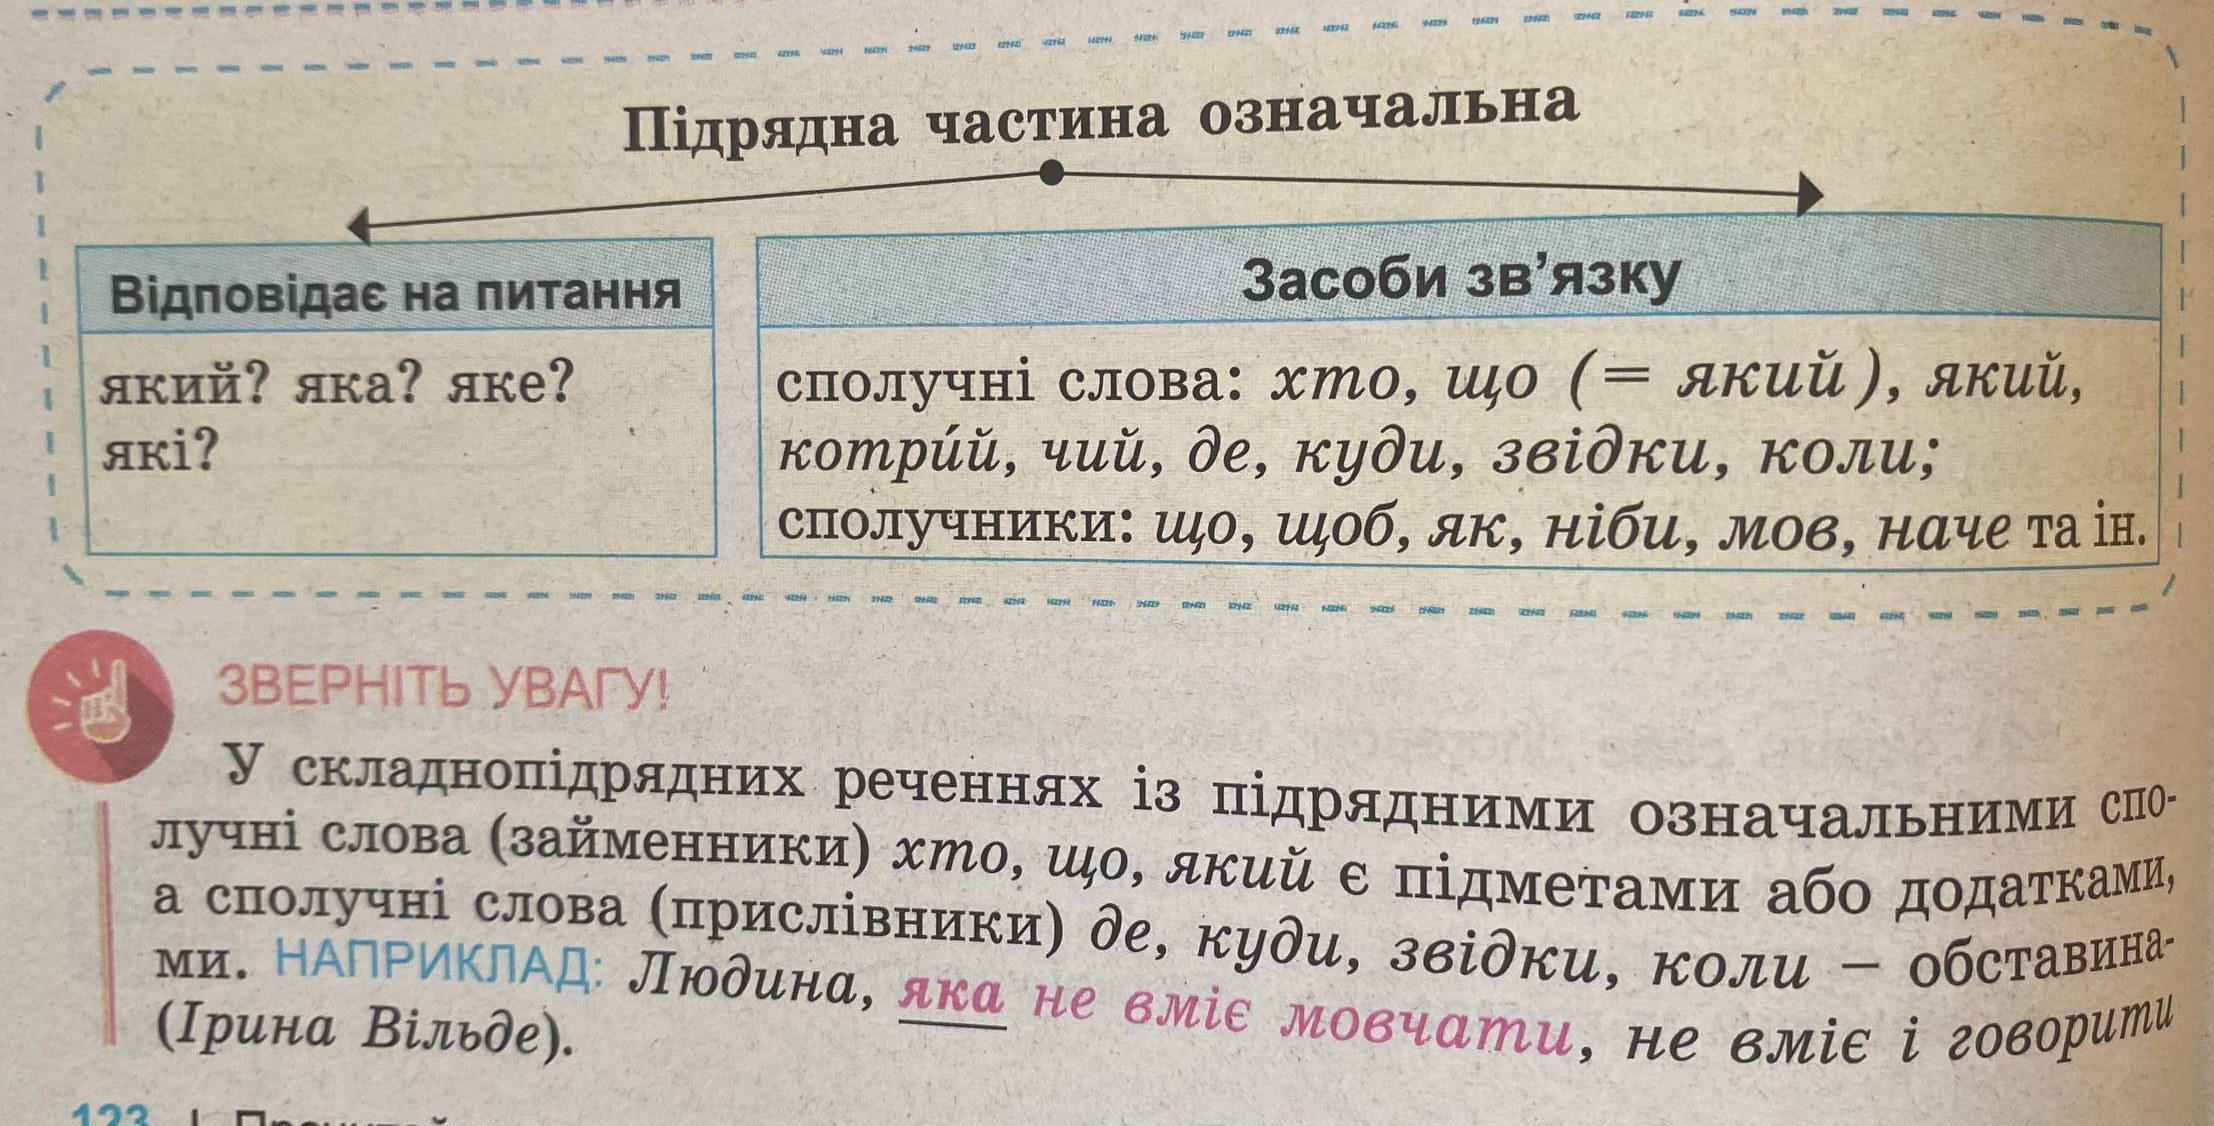 Підрядна частина означальна
Відповідає на питання
який? яка? яке?
які?
Засоби зв’язку
сполучні слова: хто, що (= який), який,
котри́й, чий, де, куди, звідки, коли;
сполучники: що, щоб, як, ніби, мов, наче та ін.
ЗВЕРНІТЬ УВАГУ!
У складнопідрядних реченнях із підрядними означальними спо-
лучні слова (займенники) хто, що, який є підметами або додатками,
а сполучні слова (прислівники) де, куди, звідки, коли – обставина-
ми. НАПРИКЛАД: Людина, яка не вміє мовчати, не вміє і говорити
(Ірина Вільде).
123